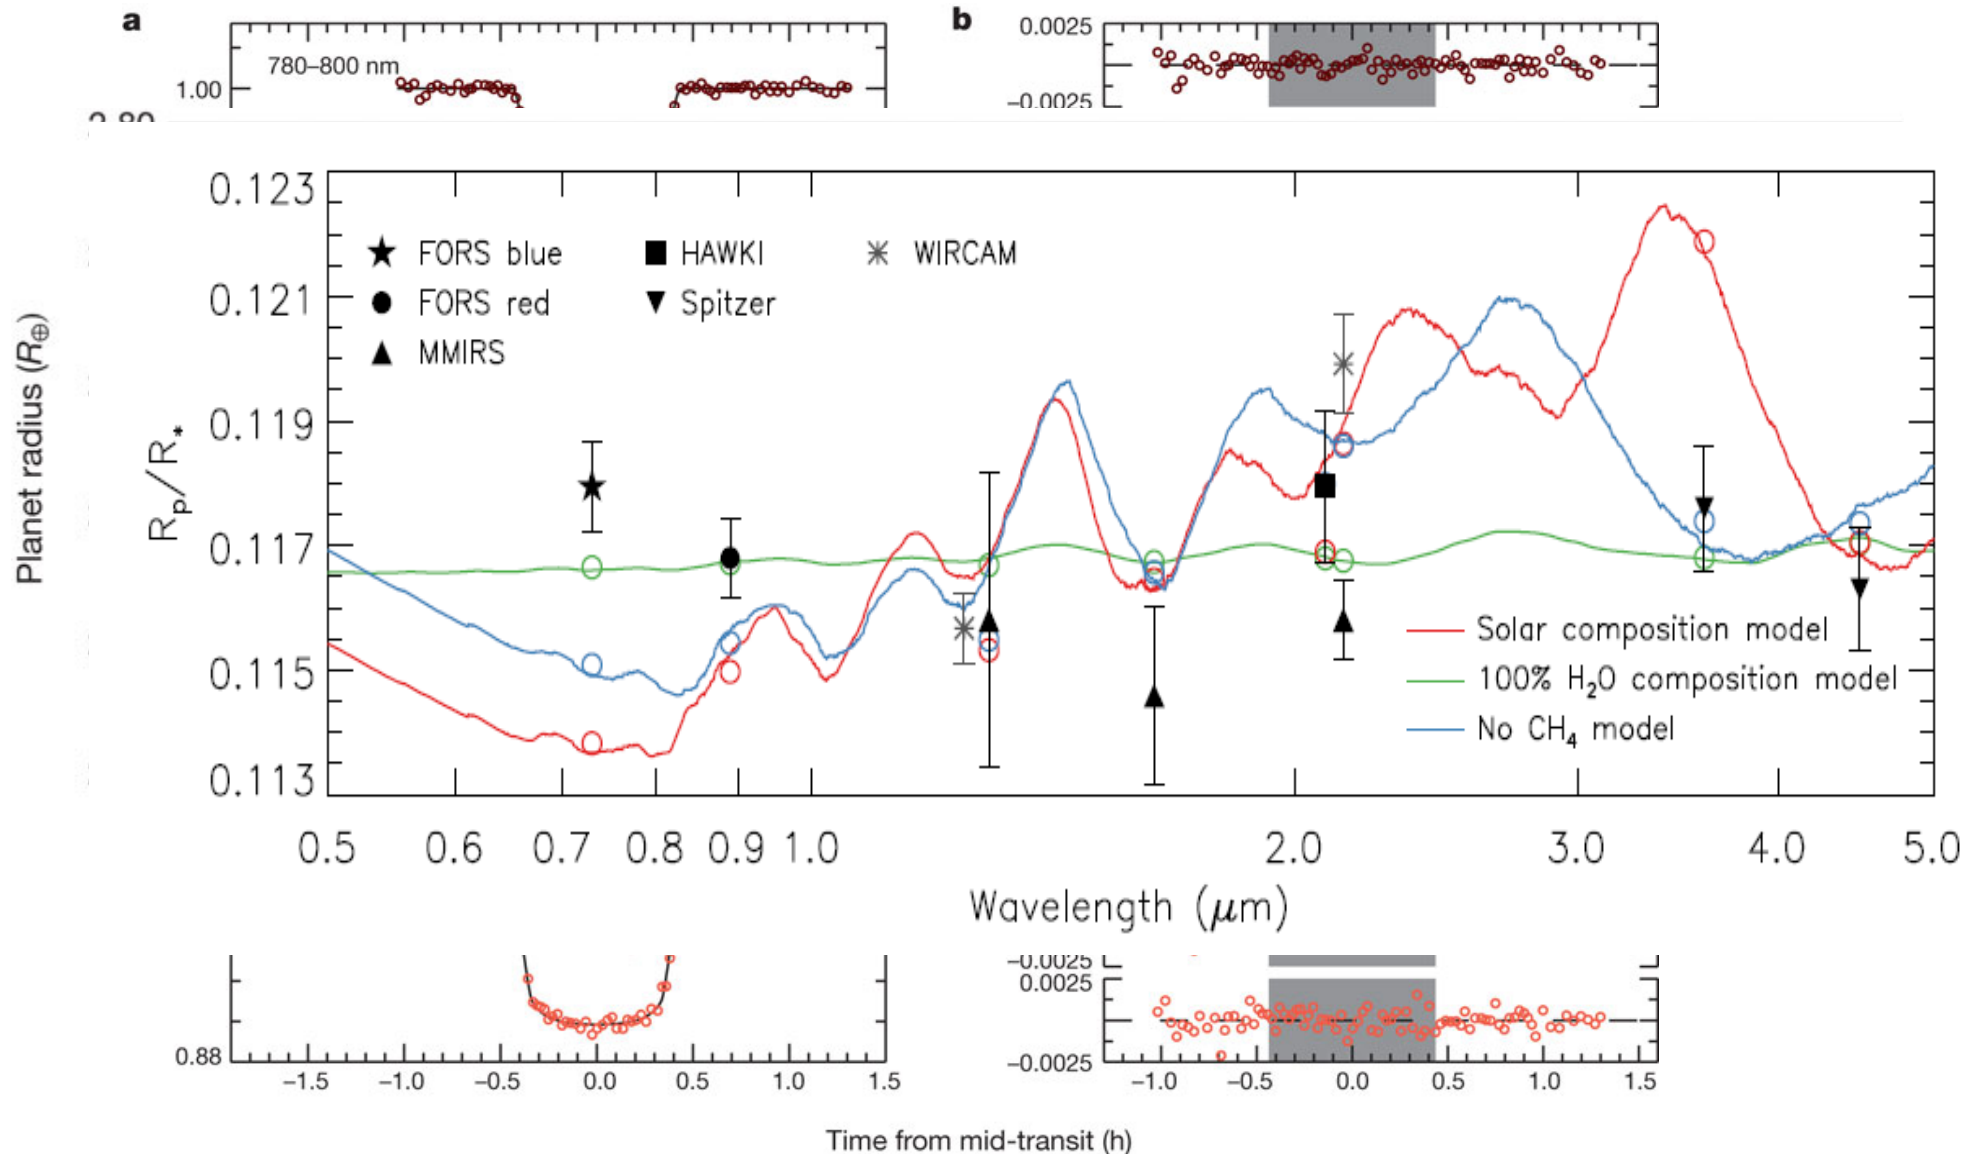 a
b
780–800 nm
1.00
0.0025
−0.0025
Planet radius (R⊕)
Rp/R*
0.123
0.121
0.119
0.117
0.115
0.113
FORS blue
HAWKI
WIRCAM
FORS red
Spitzer
MMIRS
Solar composition model
100% H₂O composition model
No CH₄ model
0.5 0.6 0.7 0.8 0.9 1.0 2.0 3.0 4.0 5.0
Wavelength (μm)
−0.0025
0.0025
0.88
−0.0025
−1.5 −1.0 −0.5 0.0 0.5 1.0 1.5
−1.0 −0.5 0.0 0.5 1.0 1.5
Time from mid-transit (h)